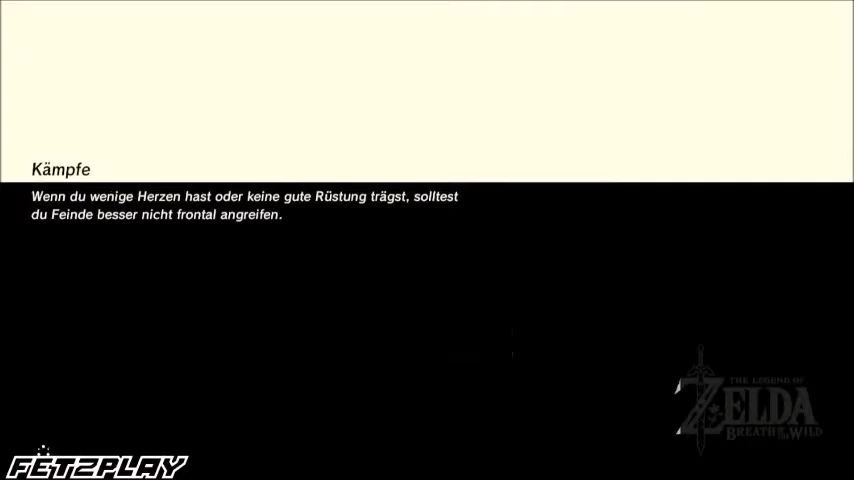 Kämpfe
Wenn du wenige Herzen hast oder keine gute Rüstung trägst, solltest
du Feinde besser nicht frontal angreifen.
THE LEGEND OF
ZELDA
BREATH OF THE WILD
FETZPLAY